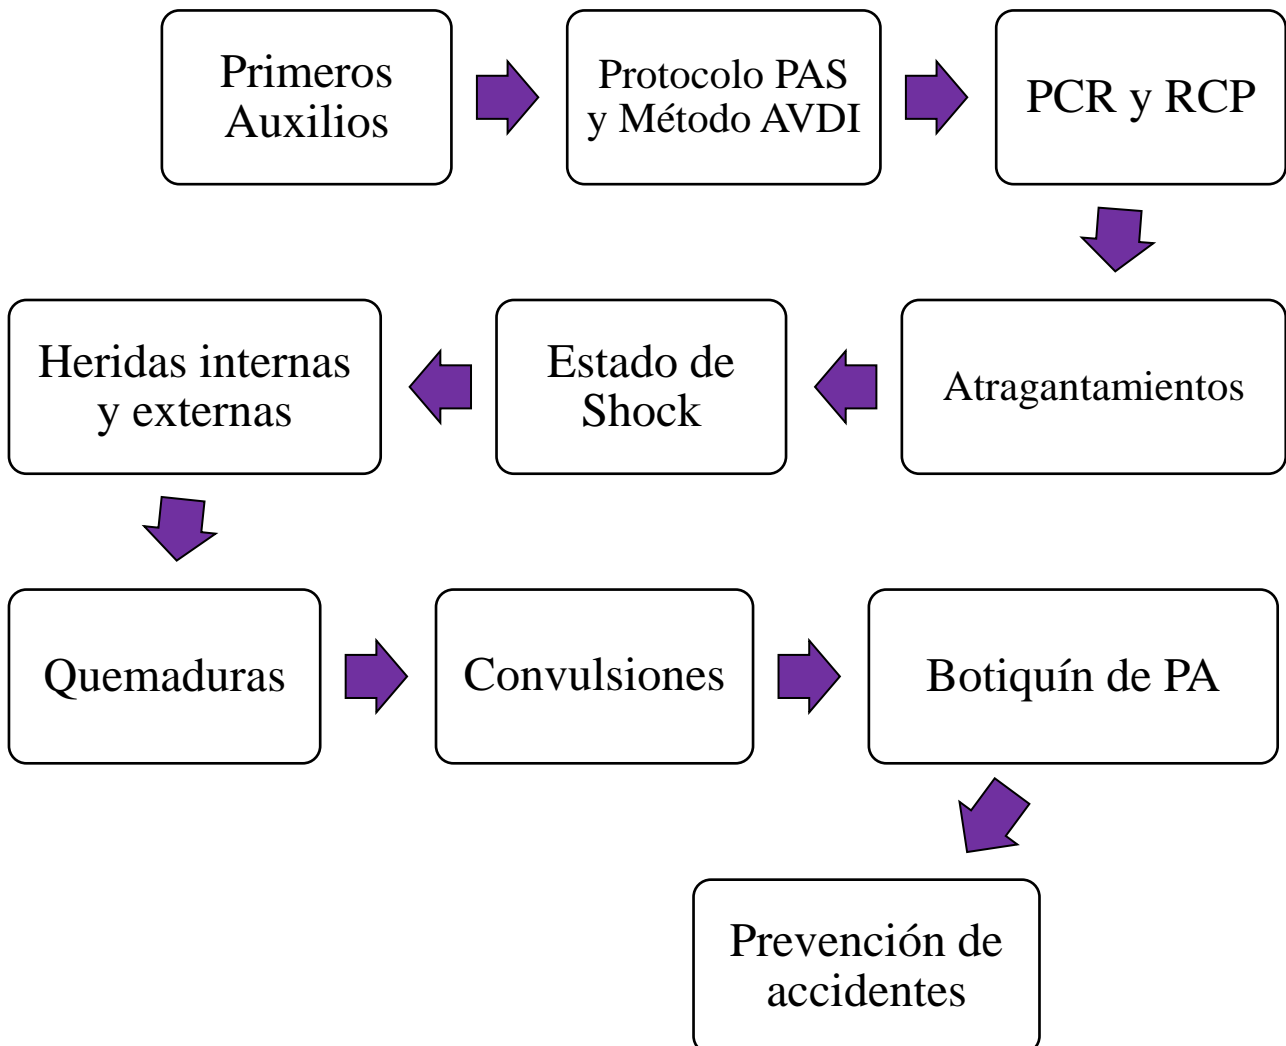 Primeros
Auxilios
Protocolo PAS
y Método AVDI
PCR y RCP
Atragantamientos
Estado de
Shock
Heridas internas
y externas
Quemaduras
Convulsiones
Botiquín de PA
Prevención de
accidentes